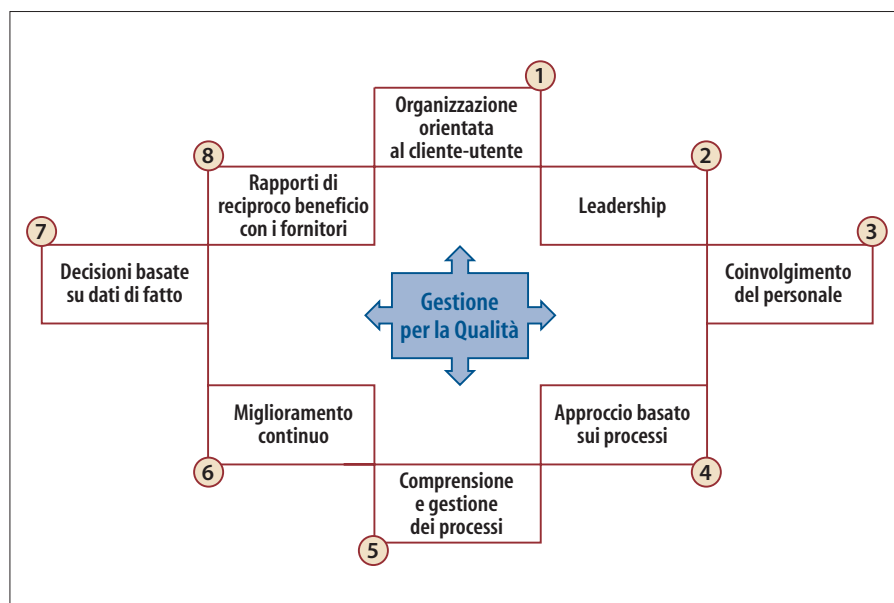 1
Organizzazione
orientata
al cliente-utente
2
Leadership
3
Coinvolgimento
del personale
4
Approccio basato
sui processi
5
Comprensione
e gestione
dei processi
6
Miglioramento
continuo
7
Decisioni basate
su dati di fatto
8
Rapporti di
reciproco beneficio
con i fornitori
Gestione
per la Qualità